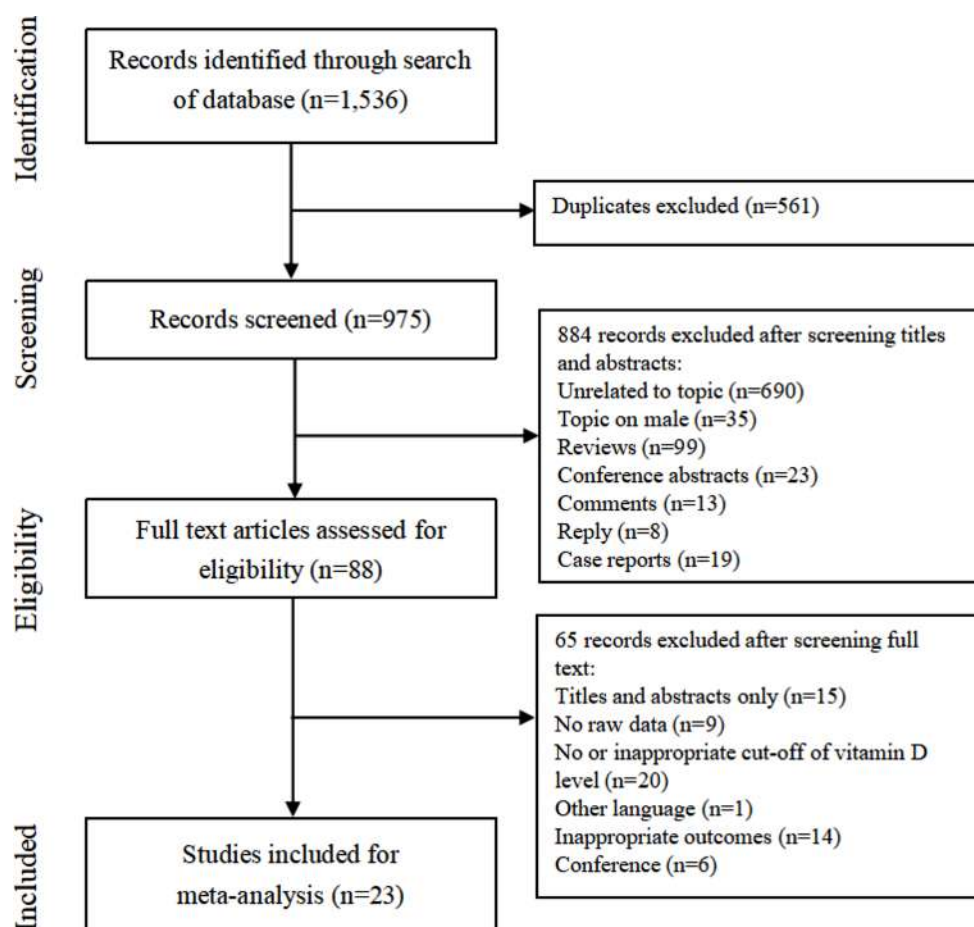 Identification
Records identified through search
of database (n=1,536)
Duplicates excluded (n=561)
Screening
Records screened (n=975)
884 records excluded after screening titles
and abstracts:
Unrelated to topic (n=690)
Topic on male (n=35)
Reviews (n=99)
Conference abstracts (n=23)
Comments (n=13)
Reply (n=8)
Case reports (n=19)
Eligibility
Full text articles assessed for
eligibility (n=88)
65 records excluded after screening full
text:
Titles and abstracts only (n=15)
No raw data (n=9)
No or inappropriate cut-off of vitamin D
level (n=20)
Other language (n=1)
Inappropriate outcomes (n=14)
Conference (n=6)
Included
Studies included for
meta-analysis (n=23)